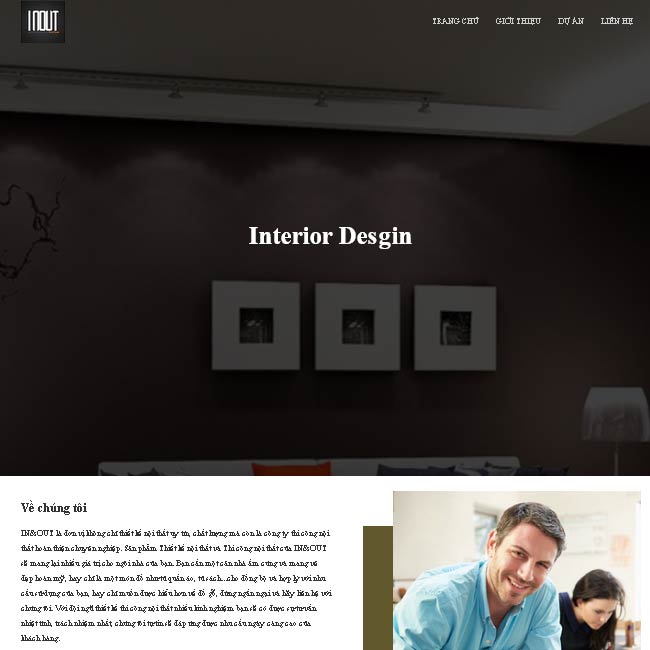 INOUT
TRANG CHỦ GIỚI THIỆU DỰ ÁN LIÊN HỆ
Interior Desgin
Về chúng tôi
IN&OUT là đơn vị không chỉ thiết kế nội thất uy tín, chất lượng mà còn là công ty thi công nội
thất hoàn thiện chuyên nghiệp. Sản phẩm Thiết kế nội thất và Thi công nội thất của IN&OUT
sẽ mang lại nhiều giá trị cho ngôi nhà của bạn. Bạn cần một căn nhà ấm cúng và mang vẻ
đẹp hoàn mỹ, hay chỉ là một món đồ như tủ quần áo, tủ sách...cho đồng bộ và hợp lý với nhu
cầu sử dụng của bạn, hay chỉ muốn được hiểu hơn về đồ gỗ, đừng ngần ngại và hãy liên hệ với
chúng tôi. Với đội ngũ thiết kế thi công nội thất nhiều kinh nghiệm bạn sẽ có được sự tư vấn
nhiệt tình, trách nhiệm nhất, chúng tôi tự tin sẽ đáp ứng được nhu cầu ngày càng cao của
khách hàng.